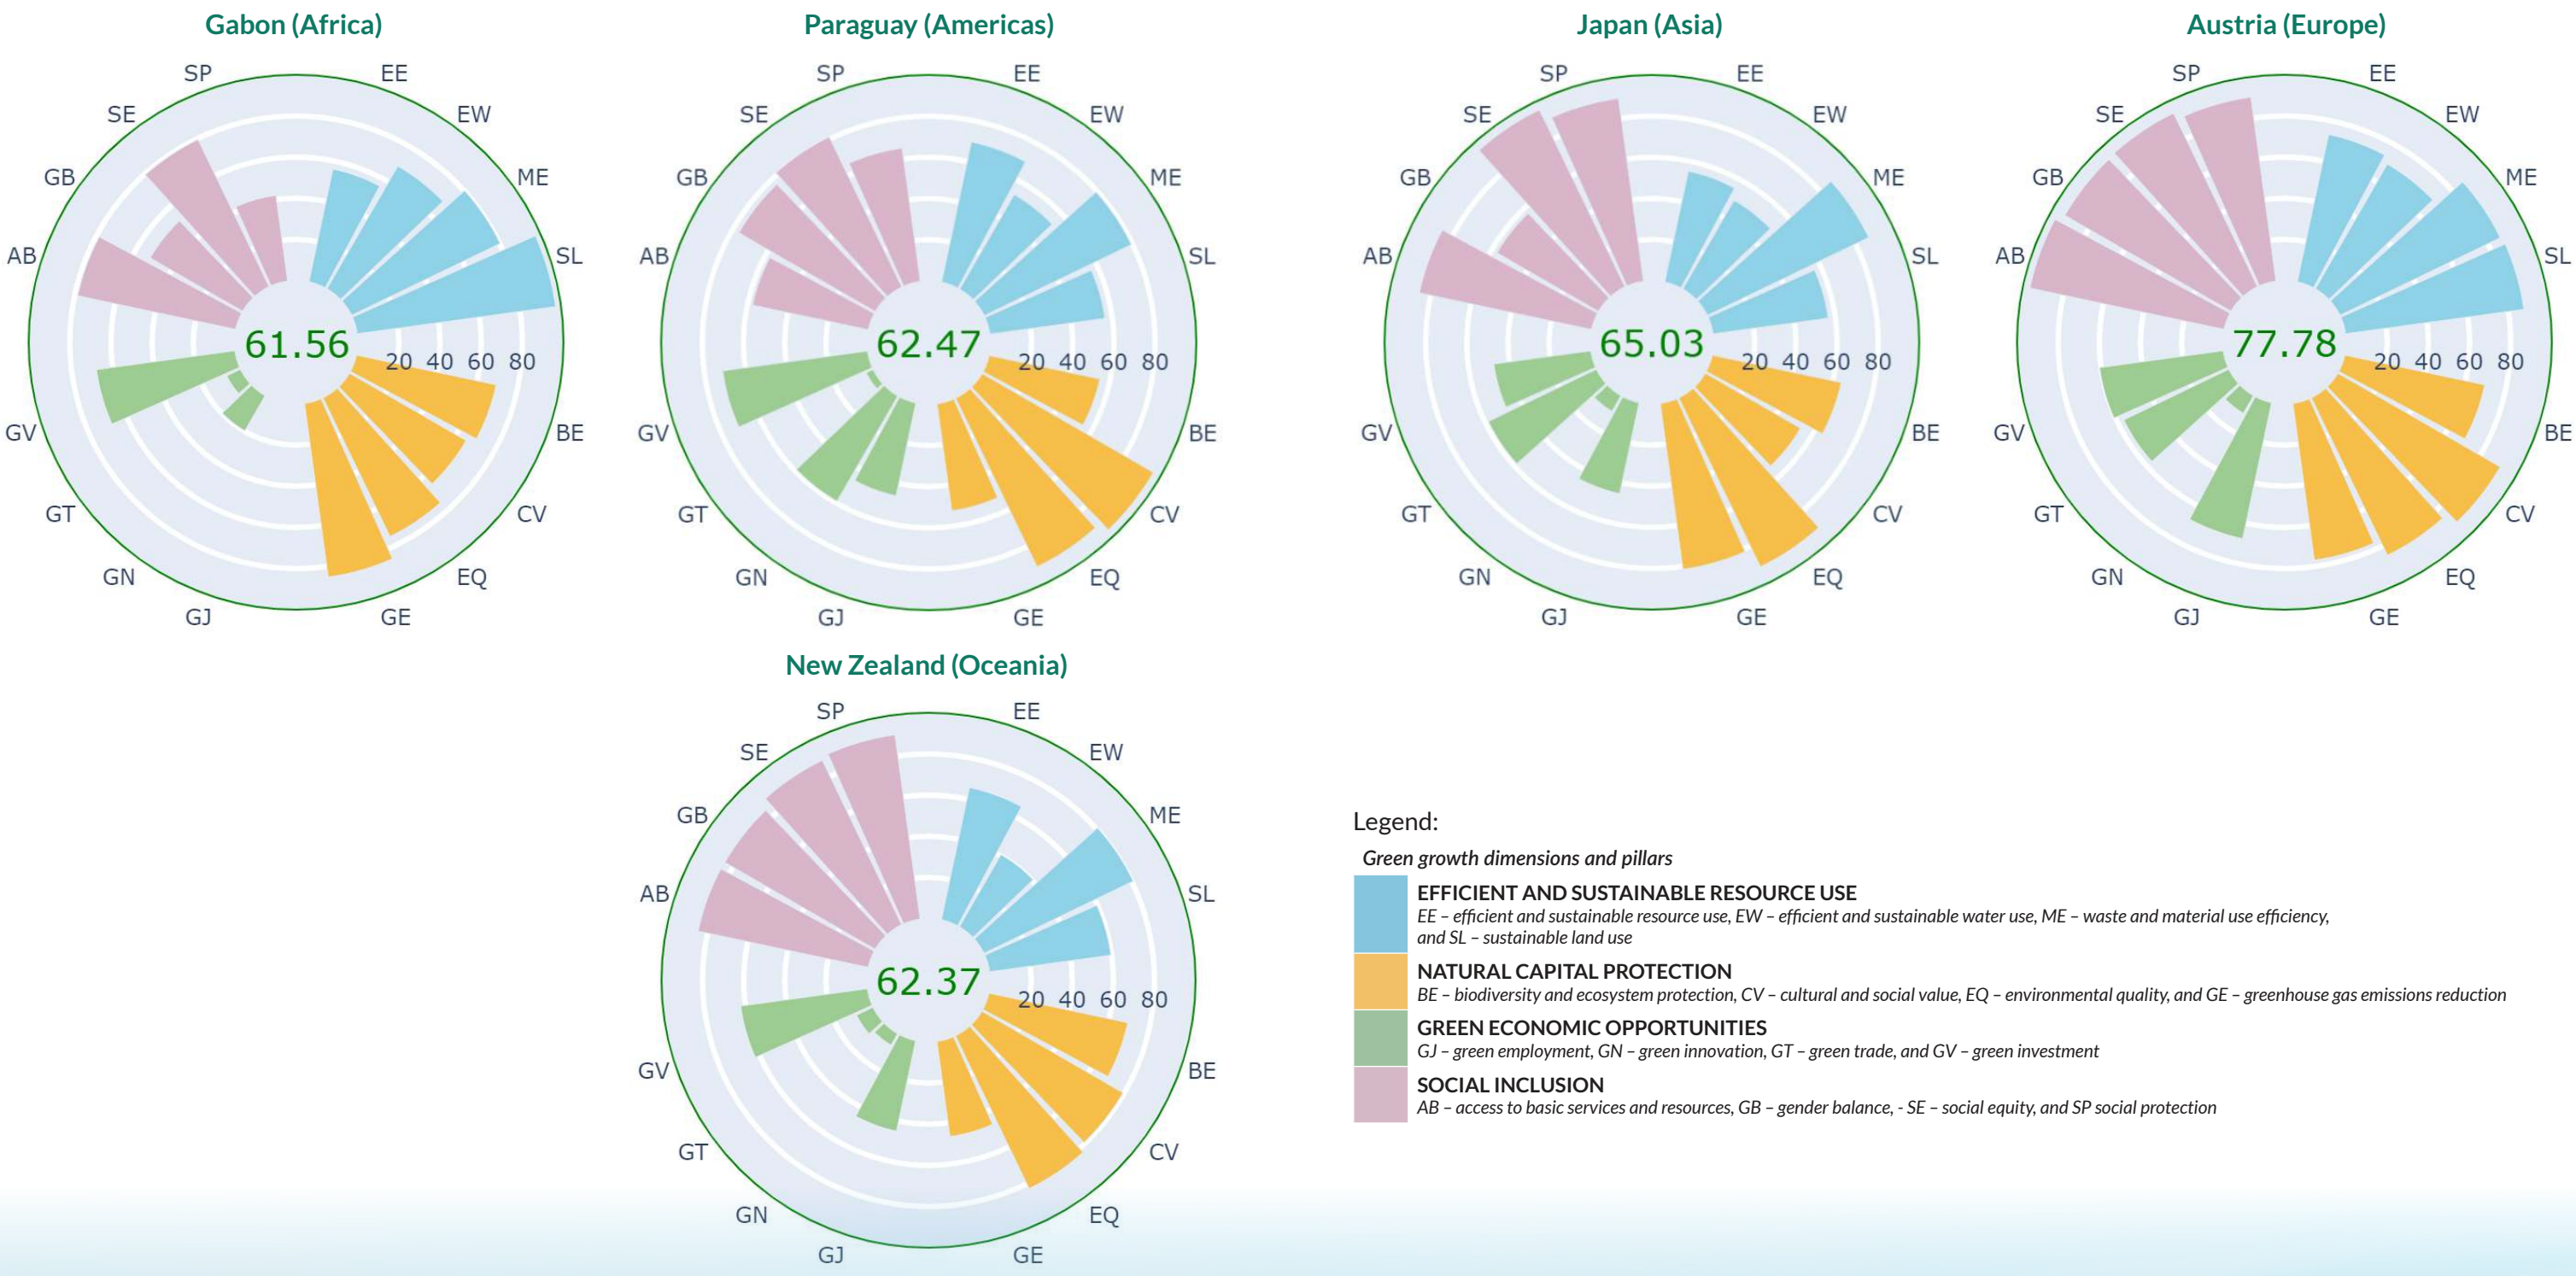 Gabon (Africa)
SP
EE
SE
EW
GB
ME
AB
SL
61.56
20 40 60 80
GV
BE
GT
CV
GN
EQ
GJ
GE
Paraguay (Americas)
SP
EE
SE
EW
GB
ME
AB
SL
62.47
20 40 60 80
GV
BE
GT
CV
GN
EQ
GJ
GE
Japan (Asia)
SP
EE
SE
EW
GB
ME
AB
SL
65.03
20 40 60 80
GV
BE
GT
CV
GN
EQ
GJ
GE
Austria (Europe)
SP
EE
SE
EW
GB
ME
AB
SL
77.78
20 40 60 80
GV
BE
GT
CV
GN
EQ
GJ
GE
New Zealand (Oceania)
SP
EE
SE
EW
GB
ME
AB
SL
62.37
20 40 60 80
GV
BE
GT
CV
GN
EQ
GJ
GE
Legend:
Green growth dimensions and pillars
EFFICIENT AND SUSTAINABLE RESOURCE USE
EE – efficient and sustainable resource use, EW – efficient and sustainable water use, ME – waste and material use efficiency,
and SL – sustainable land use
NATURAL CAPITAL PROTECTION
BE – biodiversity and ecosystem protection, CV – cultural and social value, EQ – environmental quality, and GE – greenhouse gas emissions reduction
GREEN ECONOMIC OPPORTUNITIES
GJ – green employment, GN – green innovation, GT – green trade, and GV – green investment
SOCIAL INCLUSION
AB – access to basic services and resources, GB – gender balance, - SE – social equity, and SP social protection